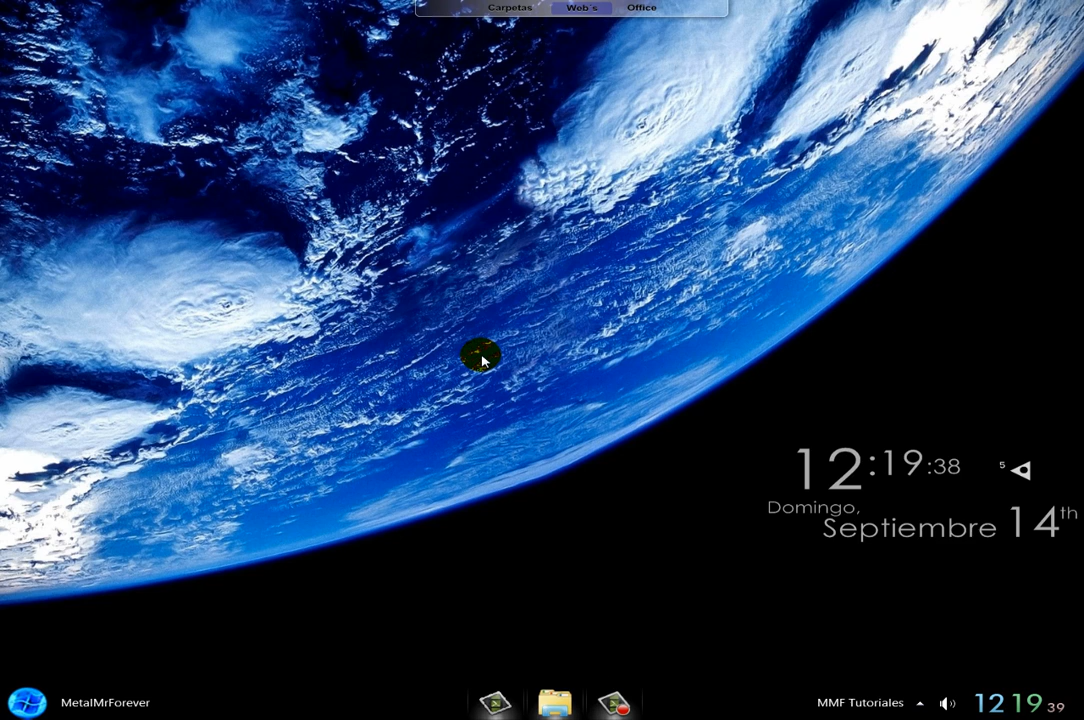 Carpetas Web´s Office
12:19:38 5
Domingo,
Septiembre 14th
MetalMrForever MMF Tutoriales 12 19 39